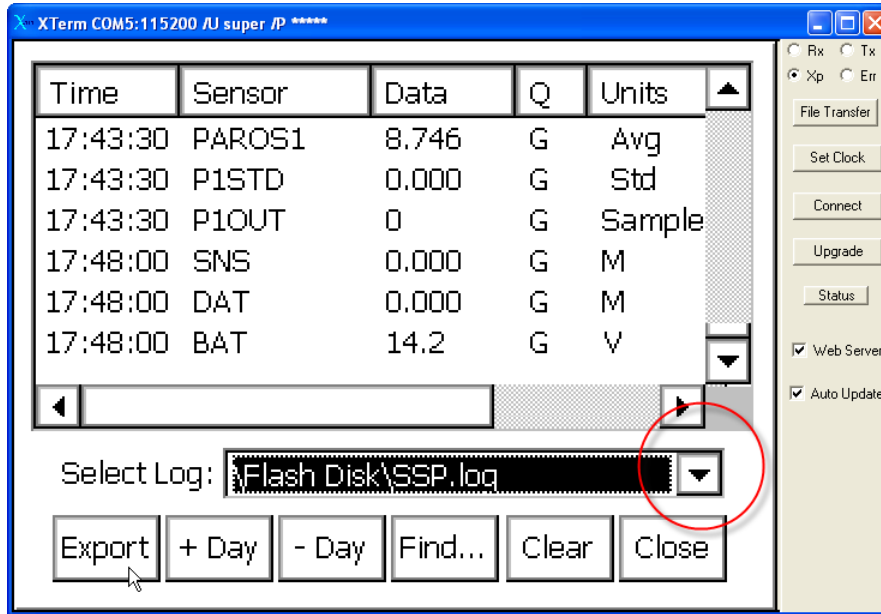 XTerm COM5:115200 /U super /P *****
Rx Tx
Xp Err
File Transfer
Set Clock
Connect
Upgrade
Status
Web Server
Auto Update
Time Sensor Data Q Units
17:43:30 PAROS1 8.746 G Avg
17:43:30 P1STD 0.000 G Std
17:43:30 P1OUT 0 G Sample
17:48:00 SNS 0.000 G M
17:48:00 DAT 0.000 G M
17:48:00 BAT 14.2 G V
Select Log: \Flash Disk\SSP.log
Export + Day - Day Find... Clear Close